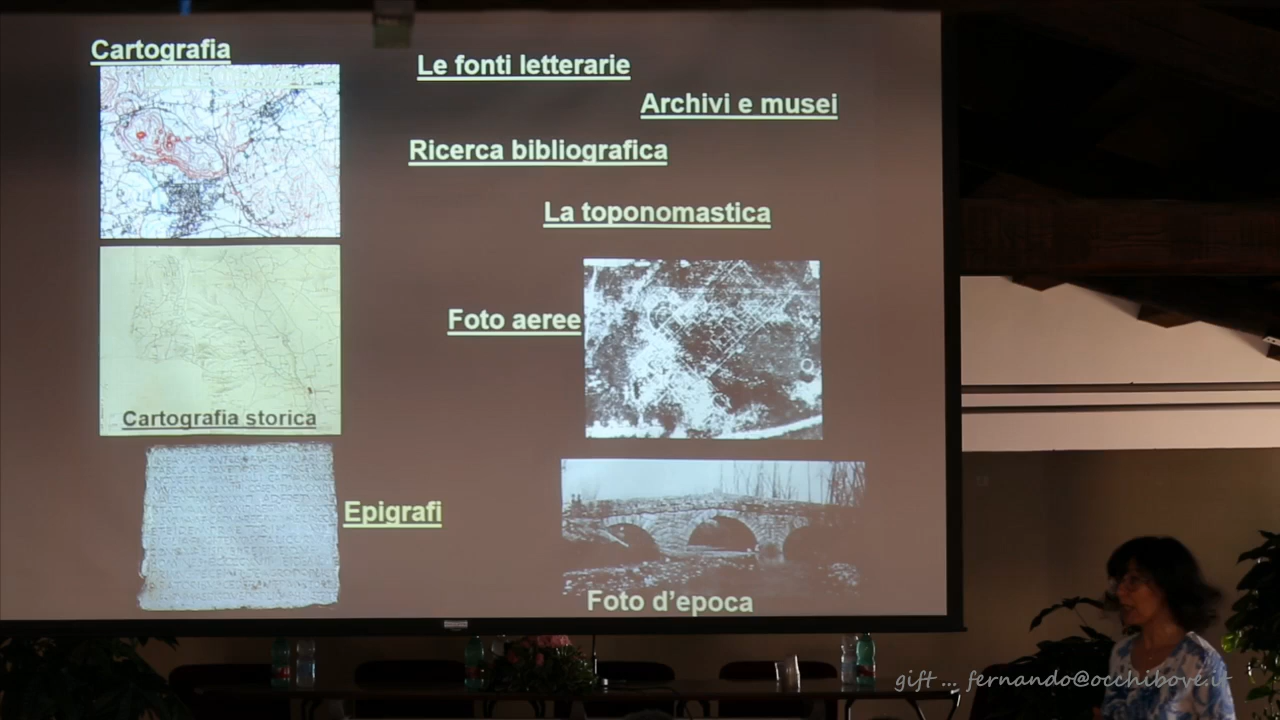 Cartografia
Le fonti letterarie
Archivi e musei
Ricerca bibliografica
La toponomastica
Foto aeree
Cartografia storica
Epigrafi
Foto d'epoca
gift ... fernando@occhibove.it